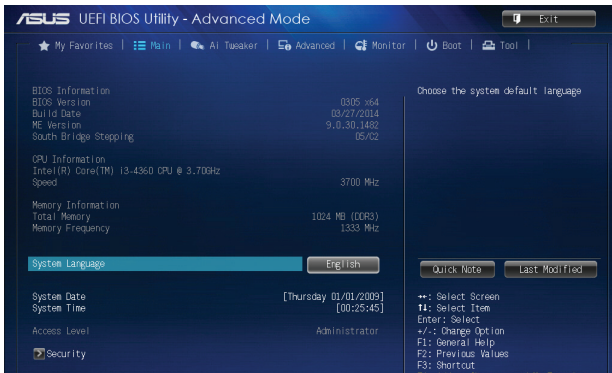 ASUS UEFI BIOS Utility - Advanced Mode
Exit
My Favorites | Main | Ai Tweaker | Advanced | Monitor | Boot | Tool |
BIOS Information
BIOS Version 0305 x64
Build Date 03/27/2014
ME Version 9.0.30.1482
South Bridge Stepping 05/C2
CPU Information
Intel(R) Core(TM) i3-4360 CPU @ 3.70GHz
Speed 3700 MHz
Memory Information
Total Memory 1024 MB (DDR3)
Memory Frequency 1333 MHz
System Language English
System Date [Thursday 01/01/2009]
System Time [00:25:45]
Access Level Administrator
Security
Choose the system default language
Quick Note Last Modified
→←: Select Screen
↑↓: Select Item
Enter: Select
+/-: Change Option
F1: General Help
F2: Previous Values
F3: Shortcut